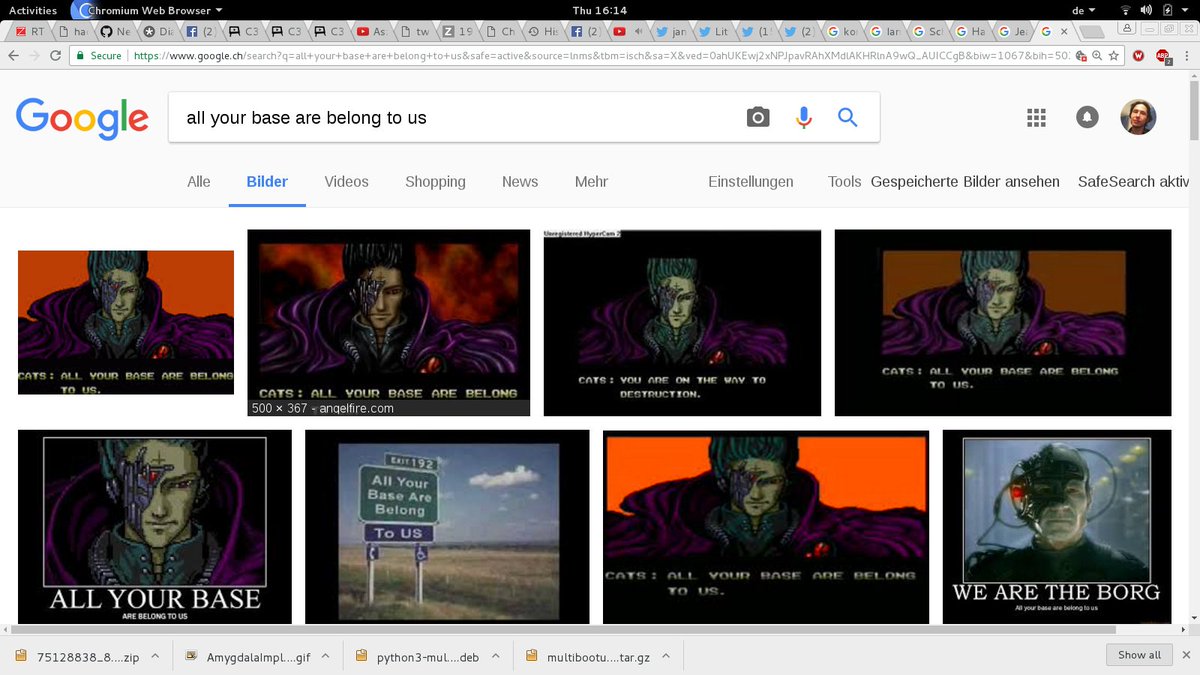 Activities Chromium Web Browser Thu 16:14 de
RT ha Ne Di (2) C3 C3 C3 As tw 19 Ch His (2) jan Lit (1) (2) ko lar Sc Ha Je
Secure https://www.google.ch/search?q=all+your+base+are+belong+to+us&safe=active&source=lnms&tbm=isch&sa=X&ved=
Google all your base are belong to us
Alle Bilder Videos Shopping News Mehr Einstellungen Tools Gespeicherte Bilder ansehen SafeSearch aktiv
CATS: ALL YOUR BASE ARE BELONG
TO US.
CATS: ALL YOUR BASE ARE BELONG
500 × 367 - angelfire.com
Unregistered HyperCam 2
CATS: YOU ARE ON THE WAY TO
DESTRUCTION.
CATS: ALL YOUR BASE ARE BELONG
TO US.
ALL YOUR BASE
ARE BELONG TO US
EXIT 192
All Your
Base Are
Belong
To US
CATS: ALL YOUR BASE ARE BELONG
TO US.
WE ARE THE BORG
All your base are belong to us
75128838_8....zip AmygdalaImpl....gif python3-mul....deb multibootu....tar.gz Show all